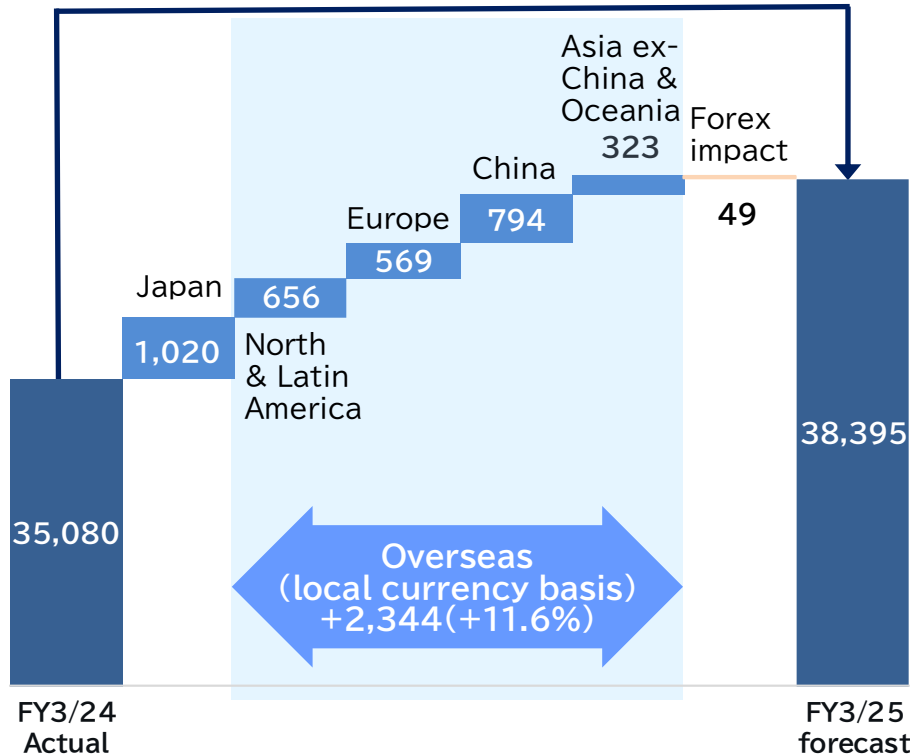 Asia ex-
China &
Oceania
323
Forex
impact
49
China
794
Europe
569
Japan
1,020
656
North
& Latin
America
35,080
38,395
Overseas
(local currency basis)
+2,344(+11.6%)
FY3/24
Actual
FY3/25
forecast